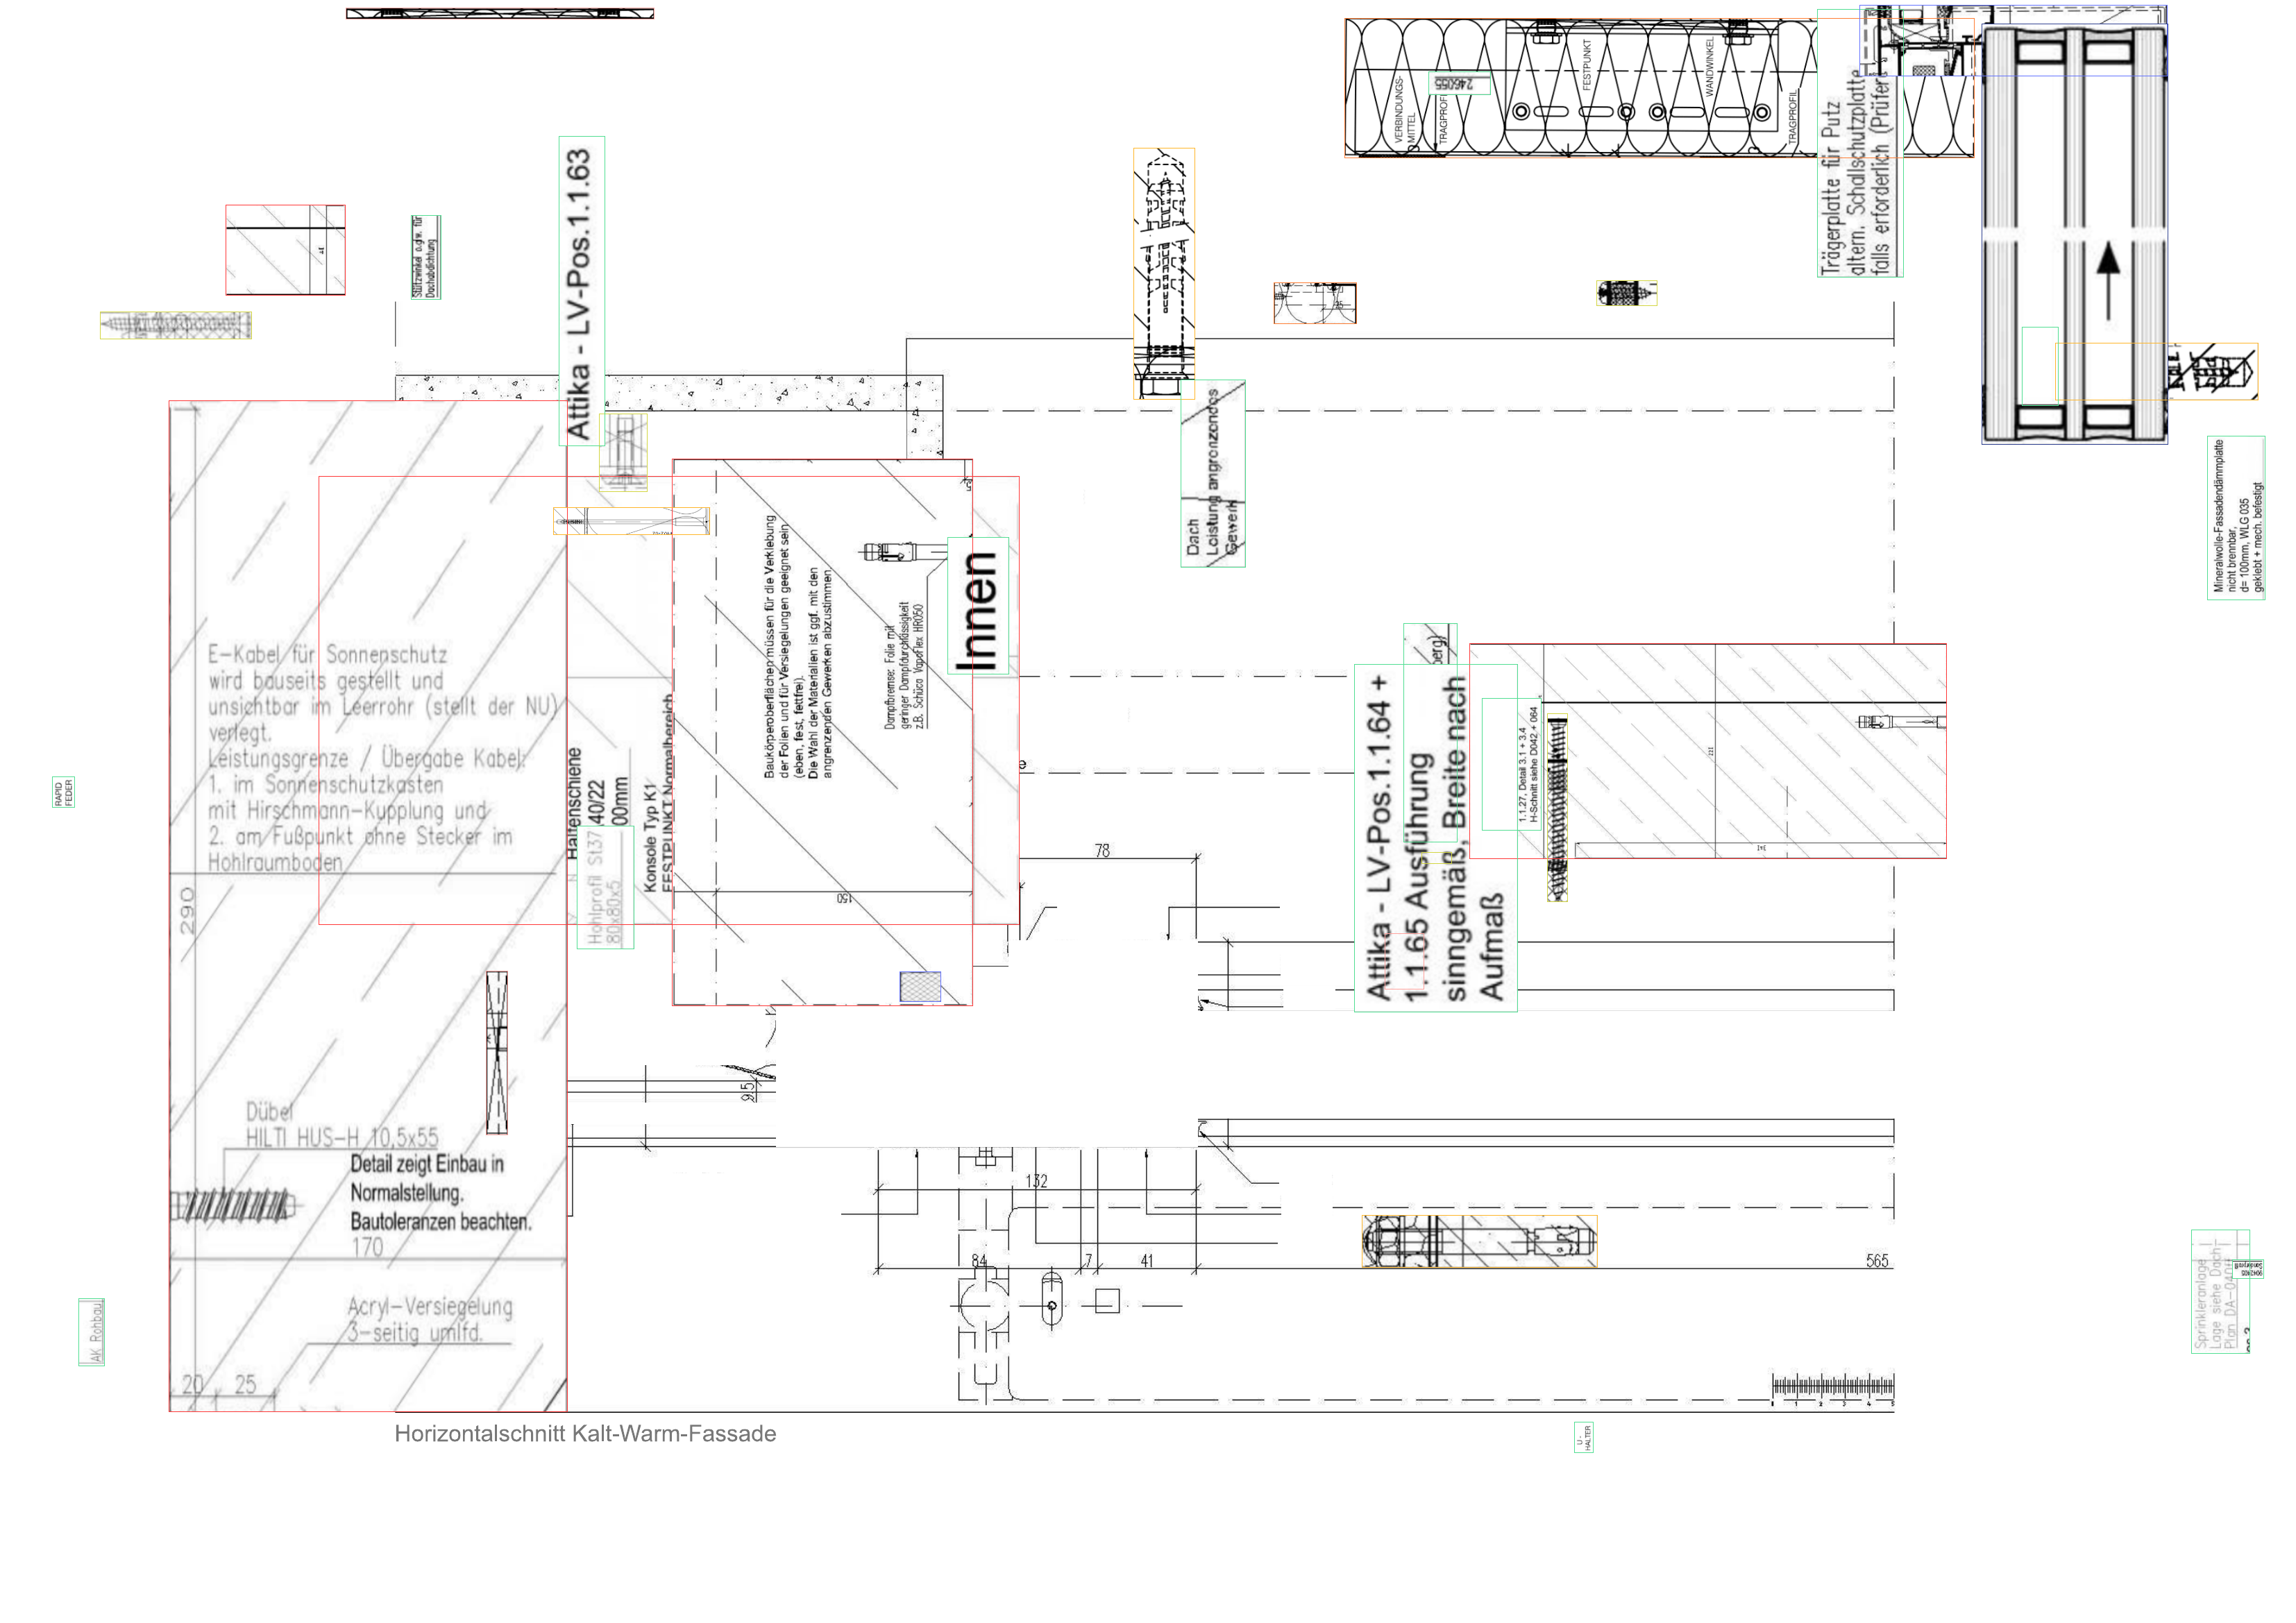 VERBINDUNGS-
MITTEL
TRAGPROFIL
246055
FESTPUNKT
WANDWINKEL
TRAGPROFIL
Trägerplatte für Putz
altern. Schallschutzplatte
falls erforderlich (Prüfer
Attika - LV-Pos.1.1.63
Stützwinkel o.glw. für
Dachabdichtung
Dach
Leistung angrenzendes
Gewerk
Mineralwolle-Fassadendämmplatte
nicht brennbar,
d= 100mm, WLG 035
geklebt + mech. befestigt
Innen
Baukörperoberflächen müssen für die Verklebung
der Folien und für Versiegelungen geeignet sein
(eben, fest, fettfrei).
Die Wahl der Materialien ist ggf. mit den
angrenzenden Gewerken abzustimmen.
Dampfbremse: Folie mit
geringer Dampfdurchlässigkeit
z.B. Schüco Vapoflex HR050
150
E-Kabel für Sonnenschutz
wird bauseits gestellt und
unsichtbar im Leerrohr (stellt der NU)
verlegt.
Leistungsgrenze / Übergabe Kabel:
1. im Sonnenschutzkasten
mit Hirschmann-Kupplung und
2. am Fußpunkt ohne Stecker im
Hohlraumboden
290
Halfenschiene
40/22
00mm
Hohlprofil St37
80x80x5
Konsole Typ K1
FESTPUNKT Normalbereich
RAPID
FEDER
berg)
Attika - LV-Pos.1.1.64 +
1.1.65 Ausführung
sinngemäß, Breite nach
Aufmaß
1.1.27, Detail 3.1 + 3.4
H-Schnitt siehe D042 + 064
78
9.5
Dübel
HILTI HUS-H 10,5x55
Detail zeigt Einbau in
Normalstellung.
Bautoleranzen beachten.
170
132
84
7
41
565
Acryl-Versiegelung
3-seitig umlfd.
20
25
AK Rohbau
Sprinkleranlage
Lage siehe Dach-
Plan DA-040ff
1
2
3
4
5
U -
HALTER
Horizontalschnitt Kalt-Warm-Fassade